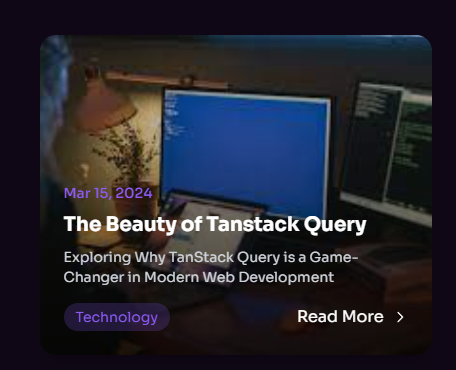 Mar 15, 2024
The Beauty of Tanstack Query
Exploring Why TanStack Query is a Game-
Changer in Modern Web Development
Technology
Read More